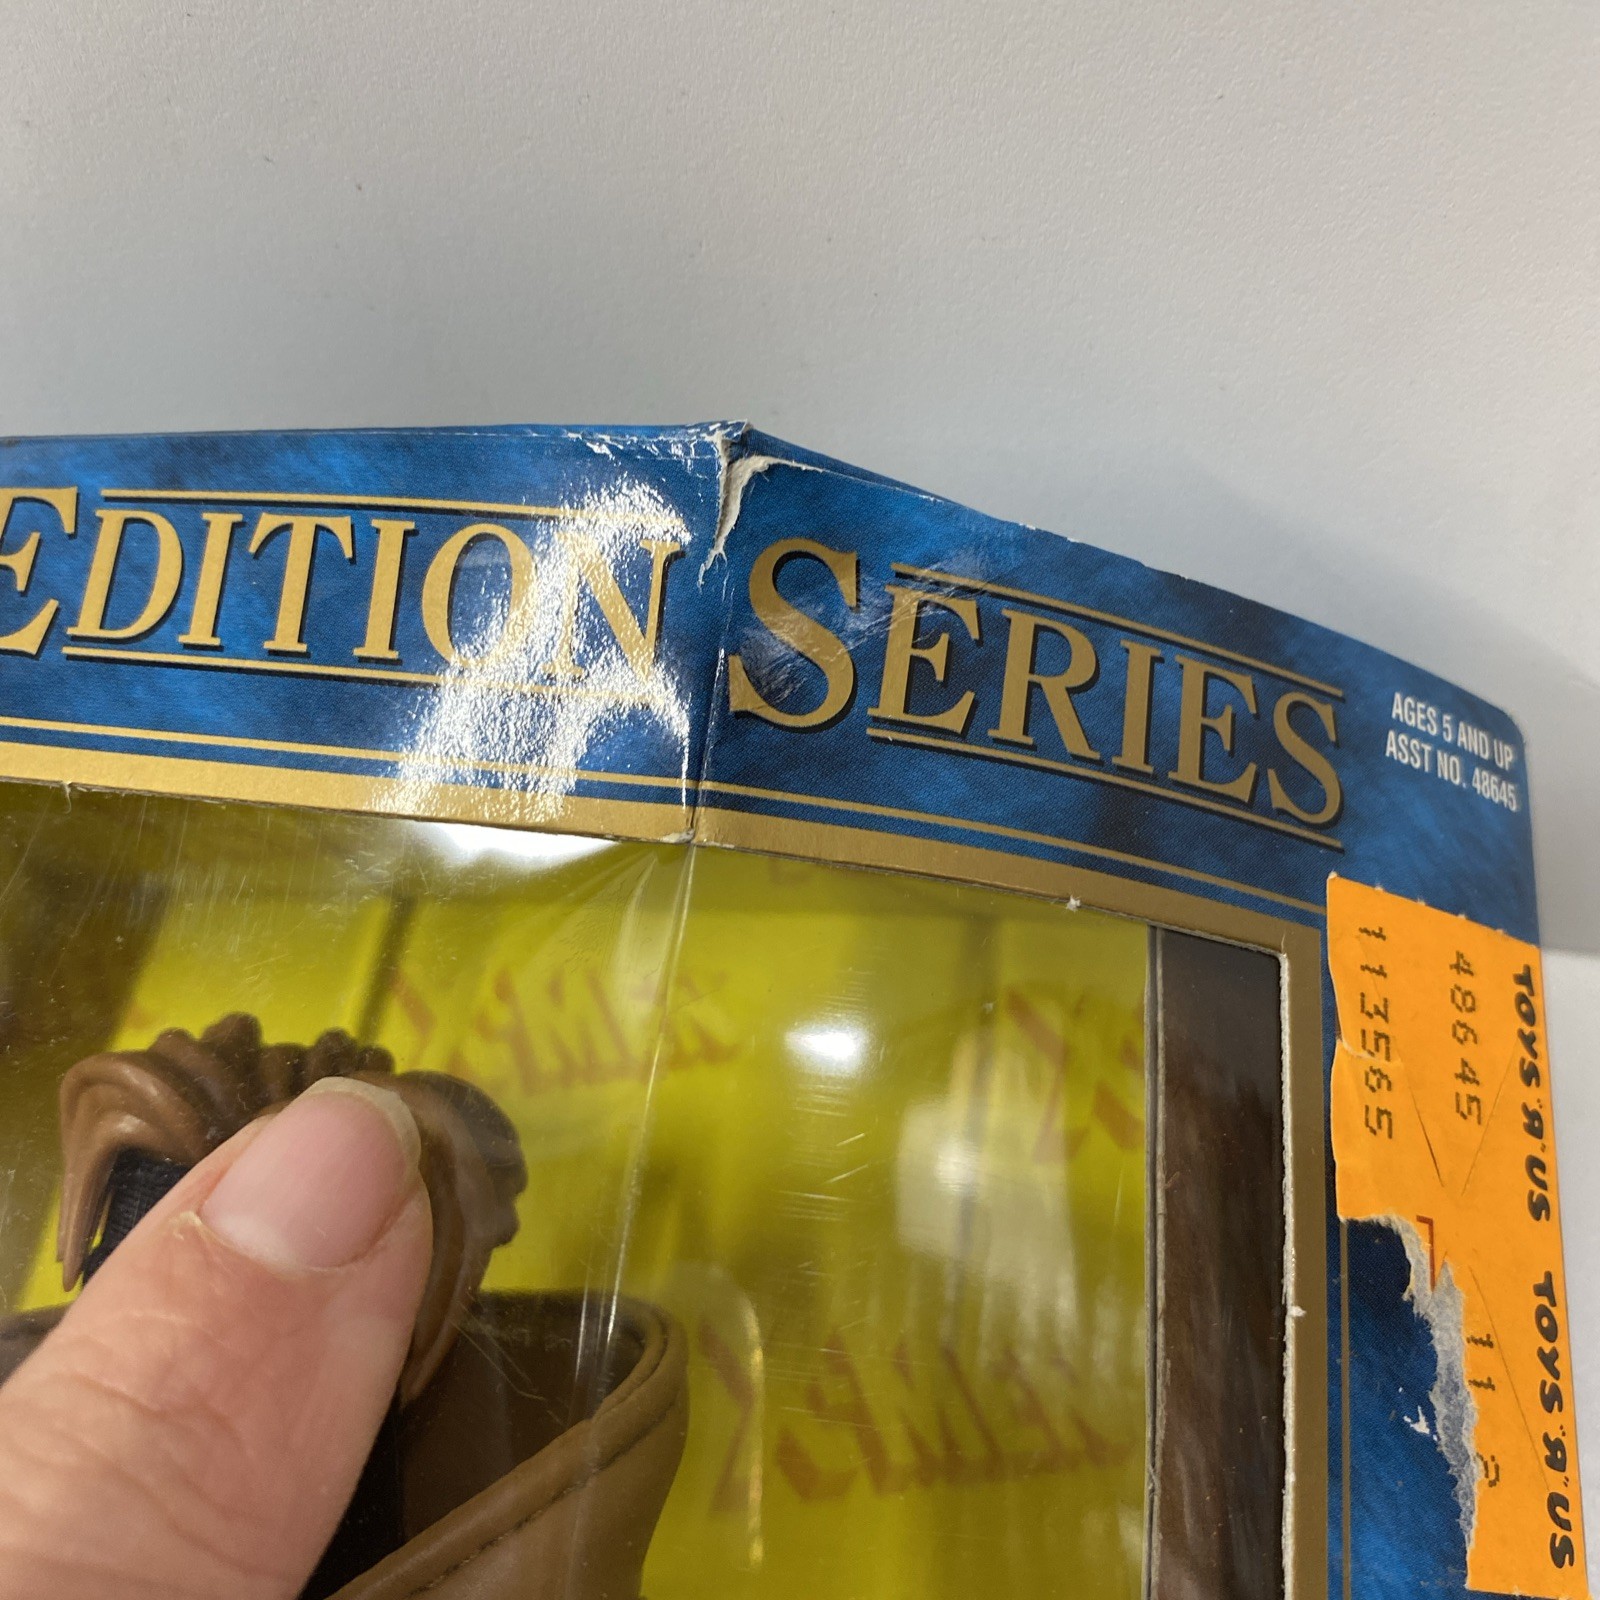 EDITION SERIES
AGES 5 AND UP
ASST NO. 48645
TOYS "Я" US TOYS "Я" US
48645
113565